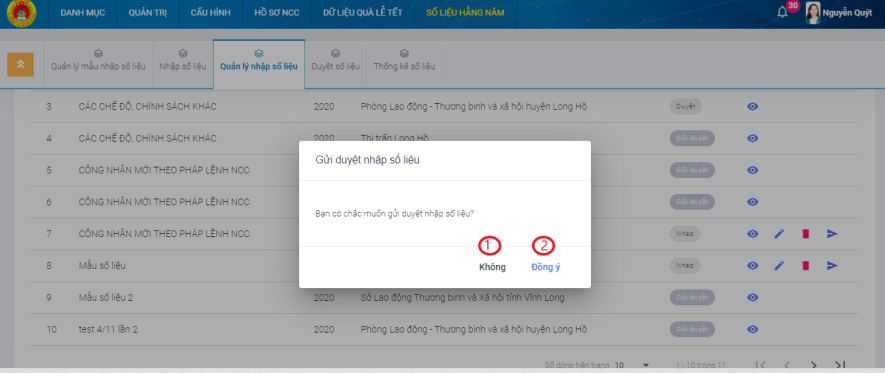 DANH MỤC QUẢN TRỊ CẤU HÌNH HỒ SƠ NCC DỮ LIỆU QUÀ LỄ TẾT SỐ LIỆU HẰNG NĂM 30 Nguyễn Quýt
Quản lý mẫu nhập số liệu Nhập số liệu Quản lý nhập số liệu Duyệt số liệu Thống kê số liệu
3 CÁC CHẾ ĐỘ, CHÍNH SÁCH KHÁC 2020 Phòng Lao động - Thương binh và xã hội huyện Long Hồ Duyệt
4 CÁC CHẾ ĐỘ, CHÍNH SÁCH KHÁC 2020 Thị trấn Long Hồ Gửi duyệt
Gửi duyệt nhập số liệu
5 CÔNG NHẬN MỚI THEO PHÁP LỆNH NCC Gửi duyệt
6 CÔNG NHẬN MỚI THEO PHÁP LỆNH NCC Gửi duyệt
Bạn có chắc muốn gửi duyệt nhập số liệu?
7 CÔNG NHẬN MỚI THEO PHÁP LỆNH NCC Nháp
1 2
8 Mẫu số liệu Nháp
Không Đồng ý
9 Mẫu số liệu 2 2020 Sở Lao động Thương binh và Xã hội tỉnh Vĩnh Long Gửi duyệt
10 test 4/11 lần 2 2020 Phòng Lao động - Thương binh và xã hội huyện Long Hồ Gửi duyệt
Số dòng trên trang 10 1 - 10 trong 11